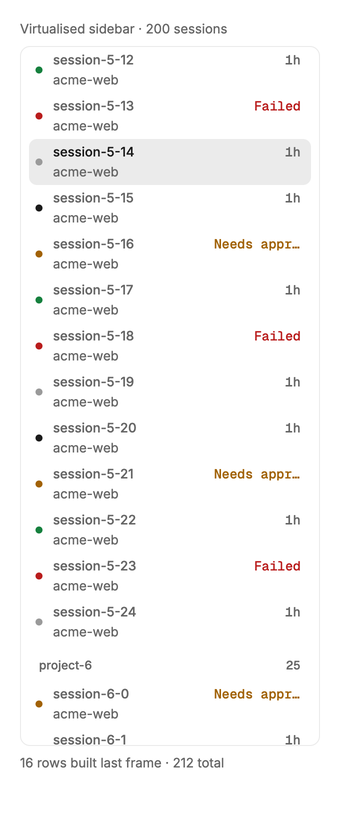 Virtualised sidebar · 200 sessions
session-5-12 1h
acme-web
session-5-13 Failed
acme-web
session-5-14 1h
acme-web
session-5-15 1h
acme-web
session-5-16 Needs appr…
acme-web
session-5-17 1h
acme-web
session-5-18 Failed
acme-web
session-5-19 1h
acme-web
session-5-20 1h
acme-web
session-5-21 Needs appr…
acme-web
session-5-22 1h
acme-web
session-5-23 Failed
acme-web
session-5-24 1h
acme-web
project-6 25
session-6-0 Needs appr…
acme-web
session-6-1 1h
16 rows built last frame · 212 total